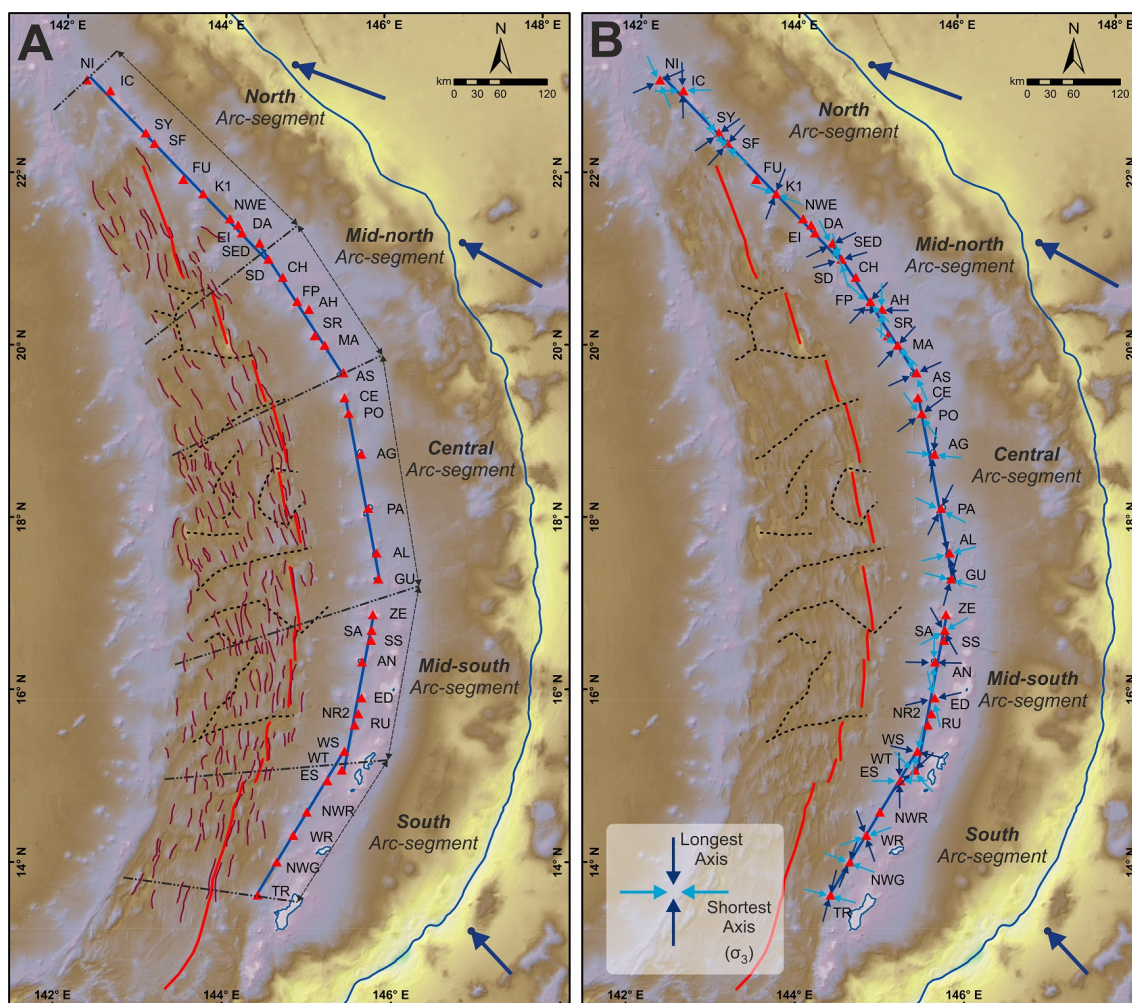 142° E
144° E
146° E
148° E
A
N
km
0 30 60 120
NI
IC
North
Arc-segment
SY
SF
22° N
FU
K1
NWE
DA
EI
SED
SD
Mid-north
Arc-segment
CH
FP
AH
SR
MA
20° N
AS
CE
PO
Central
Arc-segment
AG
18° N
PA
AL
GU
ZE
SA
SS
AN
Mid-south
Arc-segment
16° N
ED
NR2
RU
WS
WT
ES
NWR
South
Arc-segment
WR
14° N
NWG
TR
142° E
144° E
146° E
142° E
144° E
146° E
148° E
B
N
km
0 30 60 120
NI
IC
North
Arc-segment
SY
SF
22° N
FU
K1
NWE
DA
EI
SED
SD
Mid-north
Arc-segment
CH
FP
AH
SR
MA
20° N
AS
CE
PO
Central
Arc-segment
AG
18° N
PA
AL
GU
ZE
SA
SS
AN
Mid-south
Arc-segment
16° N
ED
NR2
RU
WS
WT
ES
NWR
South
Arc-segment
WR
14° N
NWG
TR
Longest
Axis
Shortest
Axis
(σ₃)
142° E
144° E
146° E
148° E